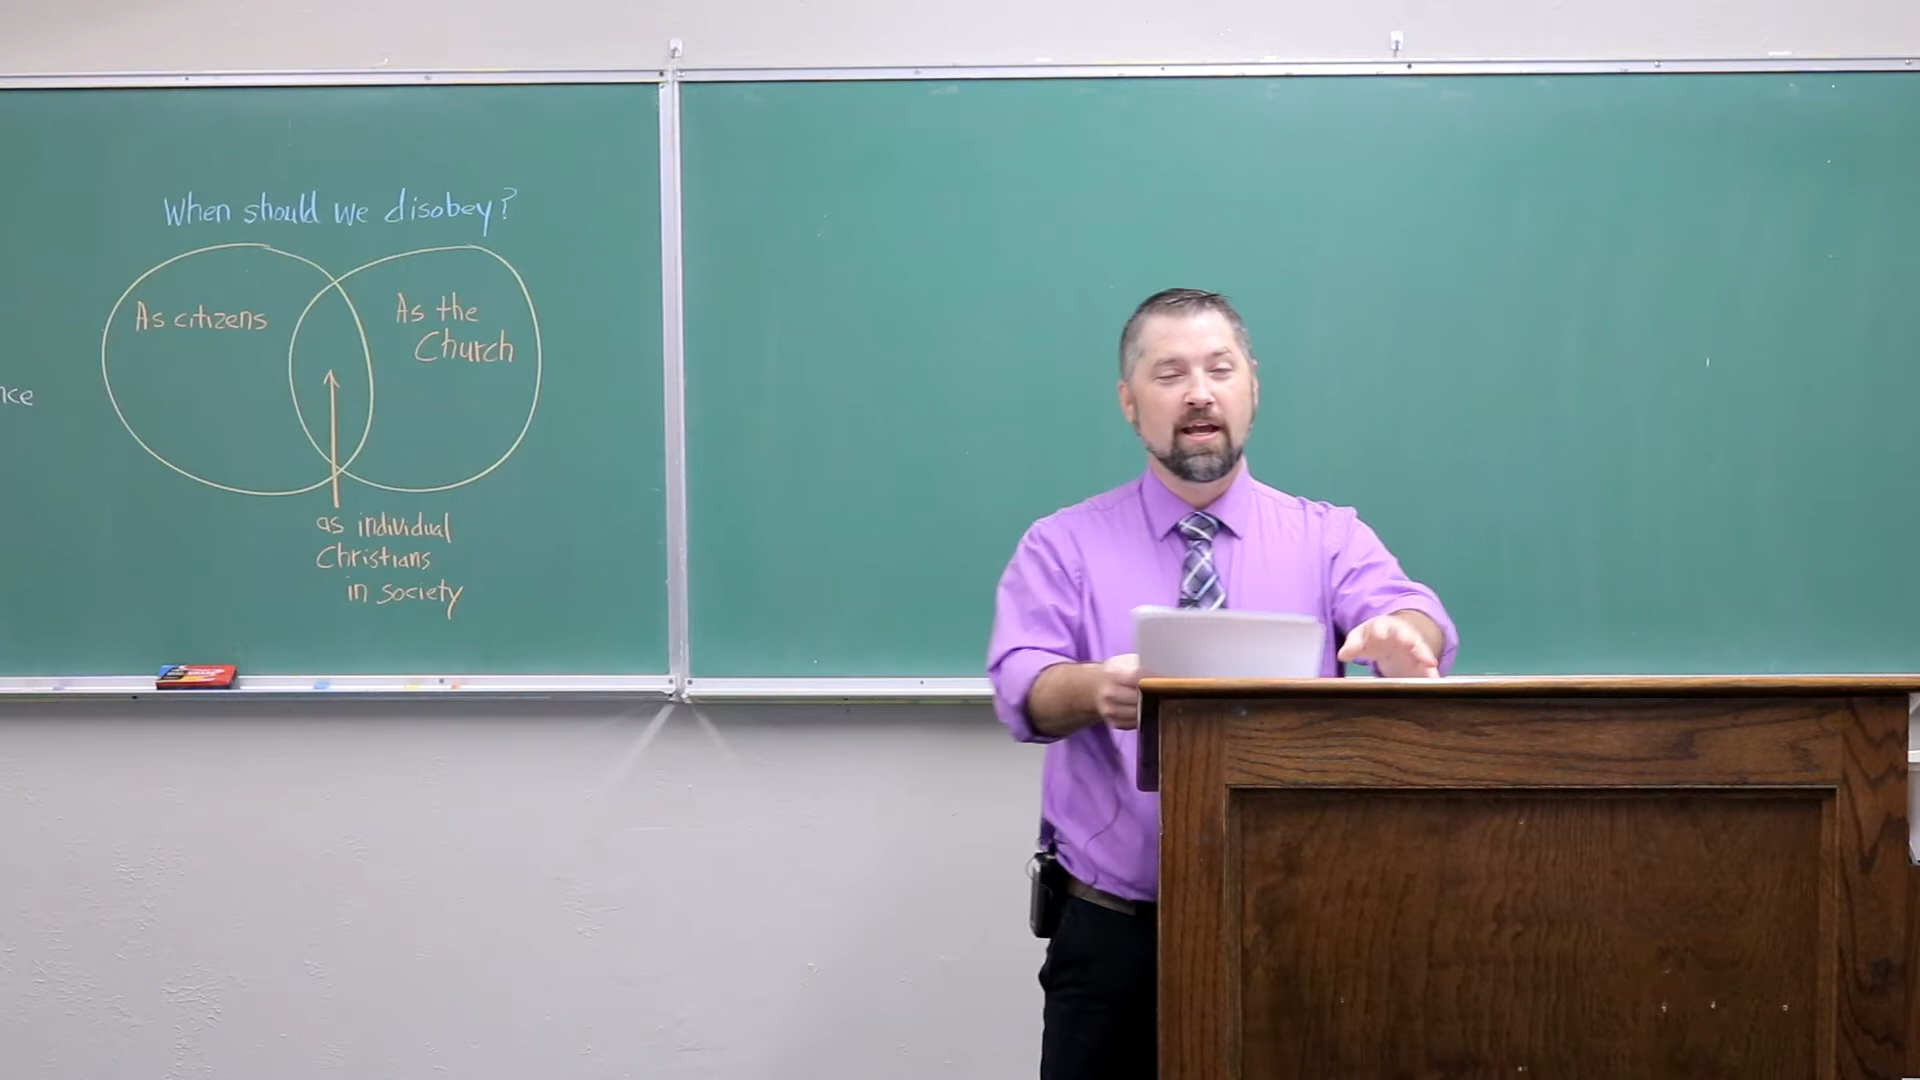 When should we disobey?
As citizens
As the
Church
as individual
Christians
in society